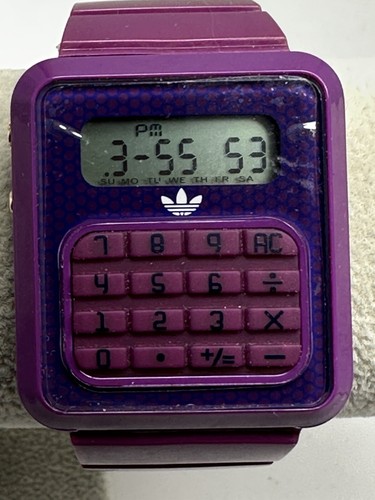 PM
3-55 53
SU MO TU WE TH FR SA
7 8 9 AC
4 5 6 ÷
1 2 3 X
0 . +/= −